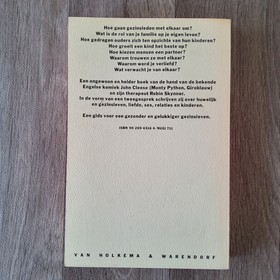 Hoe gaan gezinsleden met elkaar om?
Wat is de rol van je familie op je eigen leven?
Hoe gedragen ouders zich ten opzichte van hun kinderen?
Hoe groeit een kind het beste op?
Hoe kiezen mensen een partner?
Waarom trouwen ze met elkaar?
Waarom word je verliefd?
Wat verwacht je van elkaar?
Een ongewoon en helder boek van de hand van de bekende
Engelse komiek John Cleese (Monty Python, Gireblauw)
en zijn therapeut Robin Skynner.
In de vorm van een tweegesprek schrijven zij over huwelijk
en gezinsleven, liefde, sex, relaties en kinderen.
Een gids voor een gezonder en gelukkiger gezinsleven.
ISBN 90 269
VAN HOLKEMA & WARENDORF